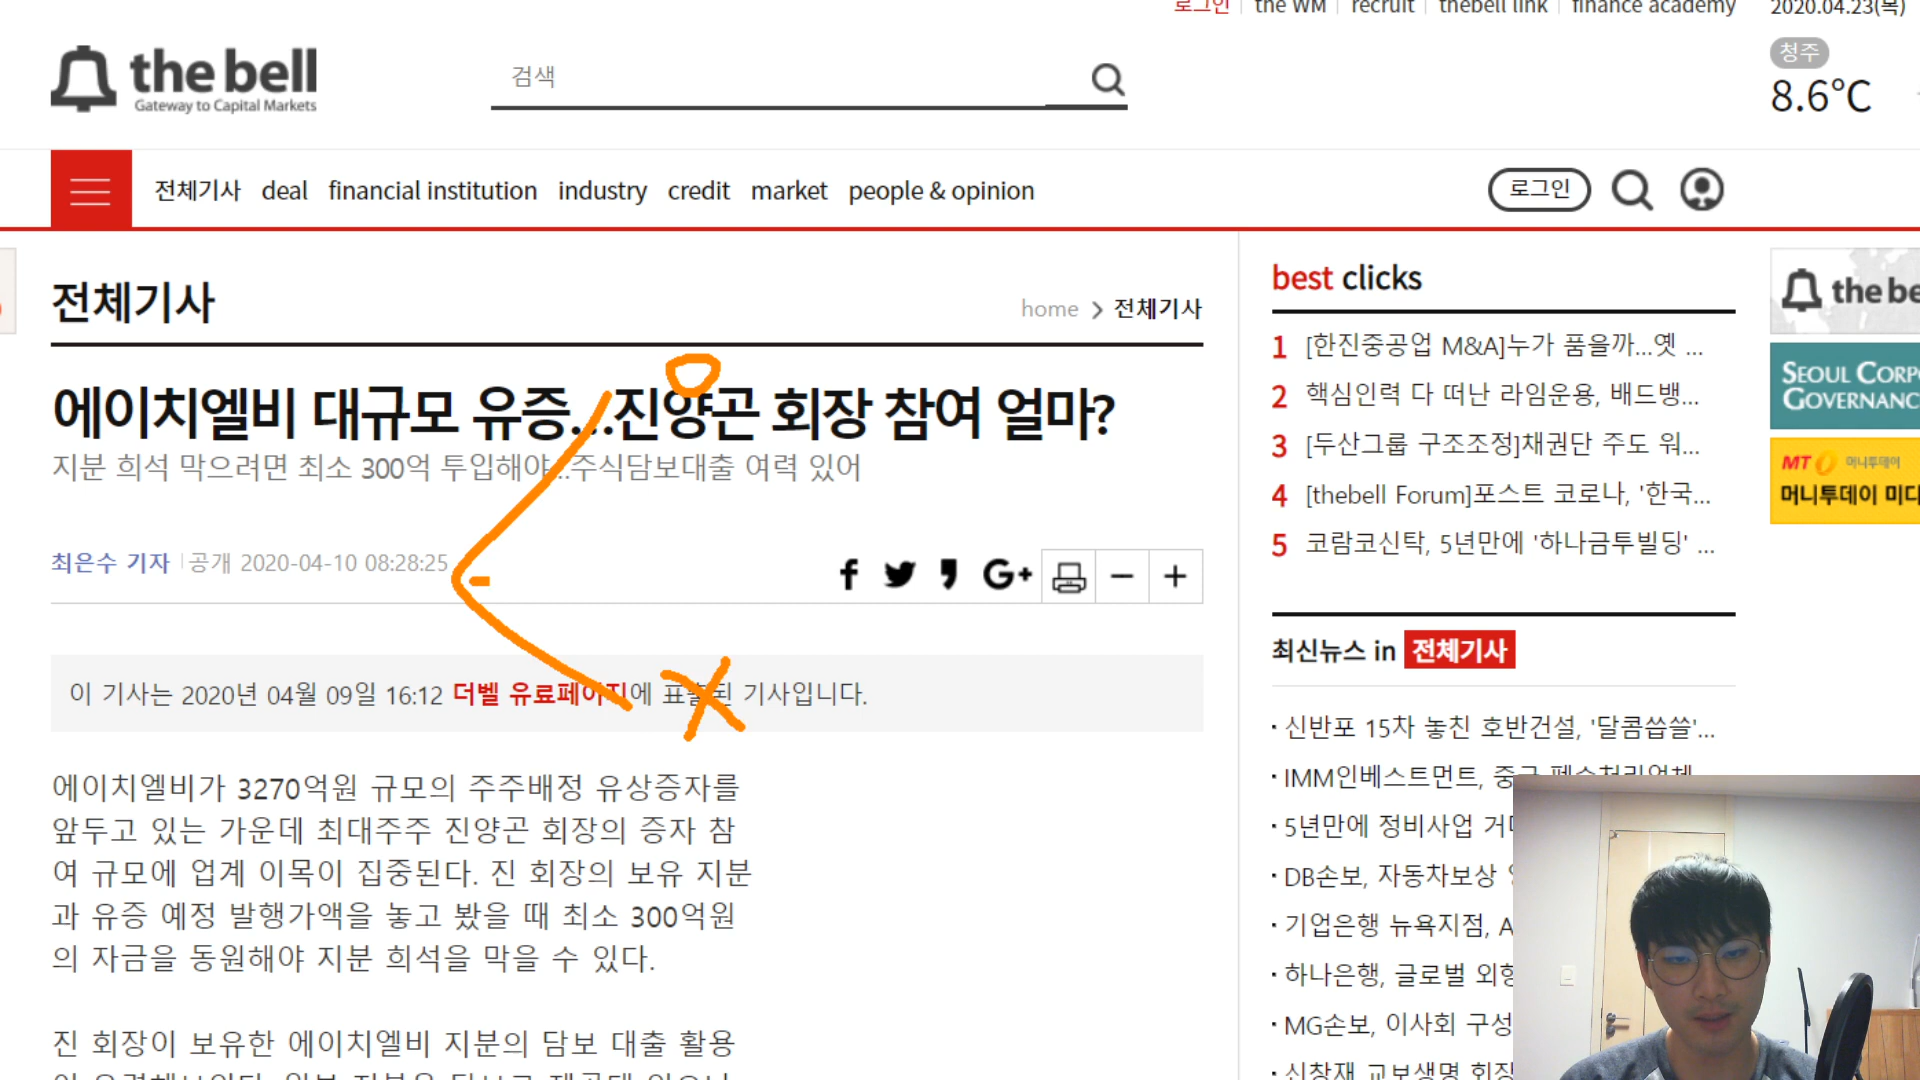 로그인 the WM recruit thebell link finance academy 2020.04.23(목)
the bell
Gateway to Capital Markets
검색
청주
8.6℃
전체기사 deal financial institution industry credit market people & opinion
로그인
전체기사
home > 전체기사
에이치엘비 대규모 유증...진양곤 회장 참여 얼마?
지분 희석 막으려면 최소 300억 투입해야...주식담보대출 여력 있어
최은수 기자 공개 2020-04-10 08:28:25
이 기사는 2020년 04월 09일 16:12 더벨 유료페이지에 표출된 기사입니다.
에이치엘비가 3270억원 규모의 주주배정 유상증자를
앞두고 있는 가운데 최대주주 진양곤 회장의 증자 참
여 규모에 업계 이목이 집중된다. 진 회장의 보유 지분
과 유증 예정 발행가액을 놓고 봤을 때 최소 300억원
의 자금을 동원해야 지분 희석을 막을 수 있다.
진 회장이 보유한 에이치엘비 지분의 담보 대출 활용
best clicks
1 [한진중공업 M&A]누가 품을까...옛 ...
2 핵심인력 다 떠난 라임운용, 배드뱅...
3 [두산그룹 구조조정]채권단 주도 워...
4 [thebell Forum]포스트 코로나, '한국...
5 코람코신탁, 5년만에 '하나금투빌딩' ...
최신뉴스 in 전체기사
· 신반포 15차 놓친 호반건설, '달콤씁쓸'...
· IMM인베스트먼트, 중국 폐수처리업체
· 5년만에 정비사업
· DB손보, 자동차보상
· 기업은행 뉴욕지점,
· 하나은행, 글로벌
· MG손보, 이사회 구성
· 신창재 교보생명 회장
the be
SEOUL CORP
GOVERNANC
MT 머니투데이
머니투데이 미디